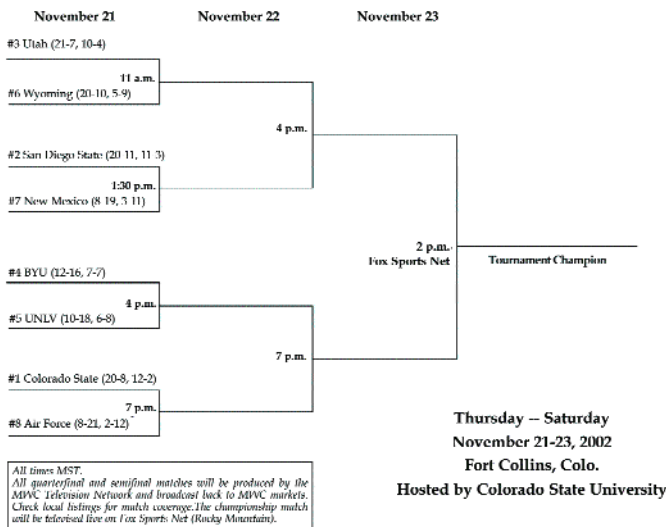 November 21 November 22 November 23
#3 Utah (21-7, 10-4)
11 a.m.
#6 Wyoming (20-10, 5-9)
4 p.m.
#2 San Diego State (20 11, 11 3)
1:30 p.m.
#7 New Mexico (8-19, 3-11)
2 p.m.
Fox Sports Net
Tournament Champion
#4 BYU (12-16, 7-7)
4 p.m.
#5 UNLV (10-18, 6-8)
7 p.m.
#1 Colorado State (20-8, 12-2)
7 p.m.
#8 Air Force (8-21, 2-12)
Thursday -- Saturday
November 21-23, 2002
Fort Collins, Colo.
Hosted by Colorado State University
All times MST.
All quarterfinal and semifinal matches will be produced by the
MWC Television Network and broadcast back to MWC markets.
Check local listings for match coverage.The championship match
will be televised live on Fox Sports Net (Rocky Mountain).